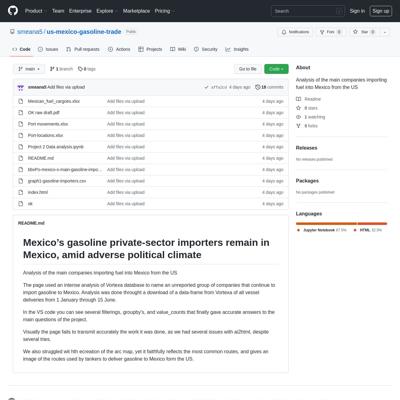 Product Team Enterprise Explore Marketplace Pricing Search Sign in Sign up
smeana5 / us-mexico-gasoline-trade Public Notifications Fork 0 Star 0
Code Issues Pull requests Actions Projects Wiki Security Insights
main 1 branch 0 tags Go to file Code
smeana5 Add files via upload 4 days ago 18 commits
Mexican_fuel_cargoes.xlsx Add files via upload 4 days ago
OK raw draft.pdf Add files via upload 4 days ago
Port movements.xlsx Add files via upload 4 days ago
Port-locations.xlsx Add files via upload 4 days ago
Project 2 Data analysis.ipynb Add files via upload 4 days ago
README.md Add files via upload 4 days ago
Add files via upload 4 days ago
graph1-gasoline-importers.csv Add files via upload 4 days ago
index.html Add files via upload 4 days ago
ok Add files via upload 4 days ago
README.md
Mexico's gasoline private-sector importers remain in
Mexico, amid adverse political climate
Analysis of the main companies importing fuel into Mexico from the US
The page used an intense analysis of Vortexa database to name an unreported group of companies that continue to
import gasoline to Mexico. Analysis was done throught a download of a data-frame from Vortexa of all vessel
deliveries from 1 January through 15 June.
In the VS code you can see several filterings, groupby's, and value_counts that finally gave accurate answers to the
main questions of the project.
Visually the page fails to transmit accurately the work it was done, as we had several issues with ai2html, despite
several tries.
We also struggled wit hth ecreation of the arc map, yet it faithfully reflects the most common routes, and gives an
image of the routes used by tankers to deliver gasoline to Mexico form the US.
About
Analysis of the main companies importing
fuel into Mexico from the US
Readme
0 stars
1 watching
0 forks
Releases
No releases published
Packages
No packages published
Languages
Jupyter Notebook 67.5% HTML 32.5%